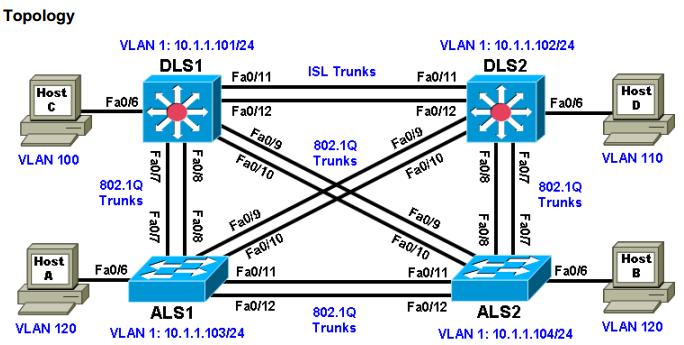 Topology
VLAN 1: 10.1.1.101/24
VLAN 1: 10.1.1.102/24
DLS1
DLS2
Fa0/11
ISL Trunks
Fa0/11
Host
C
Fa0/6
Fa0/12
Fa0/12
Fa0/6
Host
D
VLAN 100
VLAN 110
Fa0/9
Fa0/10
802.1Q
Trunks
Fa0/9
Fa0/10
Fa0/7
Fa0/8
Fa0/8
Fa0/7
802.1Q
Trunks
802.1Q
Trunks
Fa0/7
Fa0/8
Fa0/9
Fa0/10
Fa0/9
Fa0/10
Fa0/8
Fa0/7
Host
A
Fa0/6
Fa0/11
Fa0/11
Fa0/6
Host
B
ALS1
Fa0/12
Fa0/12
ALS2
VLAN 120
802.1Q
Trunks
VLAN 120
VLAN 1: 10.1.1.103/24
VLAN 1: 10.1.1.104/24